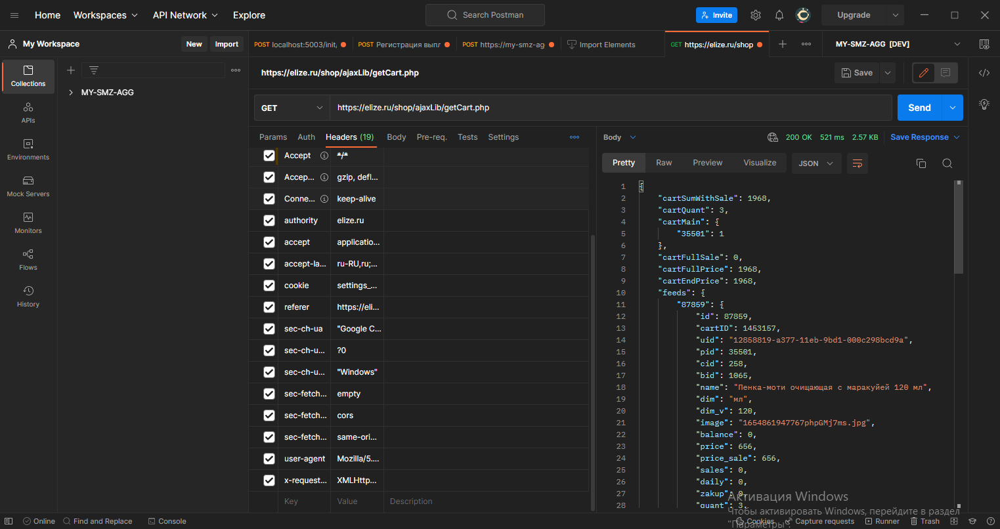 Home Workspaces API Network Explore Search Postman Invite Upgrade
My Workspace New Import POST localhost:5003/init, POST Регистрация выпл POST https://my-smz-ag GET Import Elements GET https://elize.ru/shop MY-SMZ-AGG [DEV]
Collections
APIs
Environments
Mock Servers
Monitors
Flows
History
MY-SMZ-AGG
https://elize.ru/shop/ajaxLib/getCart.php Save
GET https://elize.ru/shop/ajaxLib/getCart.php Send
Params Auth Headers (19) Body Pre-req. Tests Settings
Accept */*
Accep... gzip, defl...
Conne... keep-alive
authority elize.ru
accept applicatio...
accept-la... ru-RU,ru;...
cookie settings_...
referer https://eli...
sec-ch-ua "Google C...
sec-ch-u... ?0
sec-ch-u... "Windows"
sec-fetch... empty
sec-fetch... cors
sec-fetch... same-ori...
user-agent Mozilla/5....
x-request... XMLHttp...
Key Value Description
Body 200 OK 521 ms 2.57 KB Save Response
Pretty Raw Preview Visualize JSON
1 {
2 "cartSumWithSale": 1968,
3 "cartQuant": 3,
4 "cartMain": {
5 "35501": 1
6 },
7 "cartFullSale": 0,
8 "cartFullPrice": 1968,
9 "cartEndPrice": 1968,
10 "feeds": {
11 "87859": {
12 "id": 87859,
13 "cartID": 1453157,
14 "uid": "12858819-a377-11eb-9bd1-000c298bcd9a",
15 "pid": 35501,
16 "cid": 258,
17 "bid": 1065,
18 "name": "Пенка-моти очищающая с маракуйей 120 мл",
19 "dim": "мл",
20 "dim_v": 120,
21 "image": "1654861947767phpGMj7ms.jpg",
22 "balance": 0,
23 "price": 656,
24 "price_sale": 656,
25 "sales": 0,
26 "daily": 0,
27 "zakup": 0,
28 "quant": 3,
Активация Windows
Чтобы активировать Windows, перейдите в раздел
"Параметры".
Online Find and Replace Console Cookies Capture requests Runner Trash